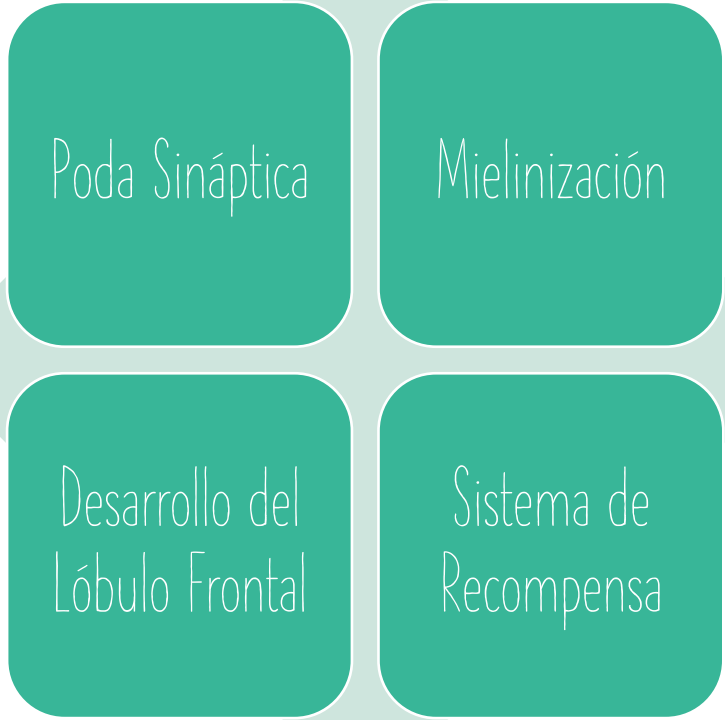 Poda Sináptica
Mielinización
Desarrollo del
Lóbulo Frontal
Sistema de
Recompensa